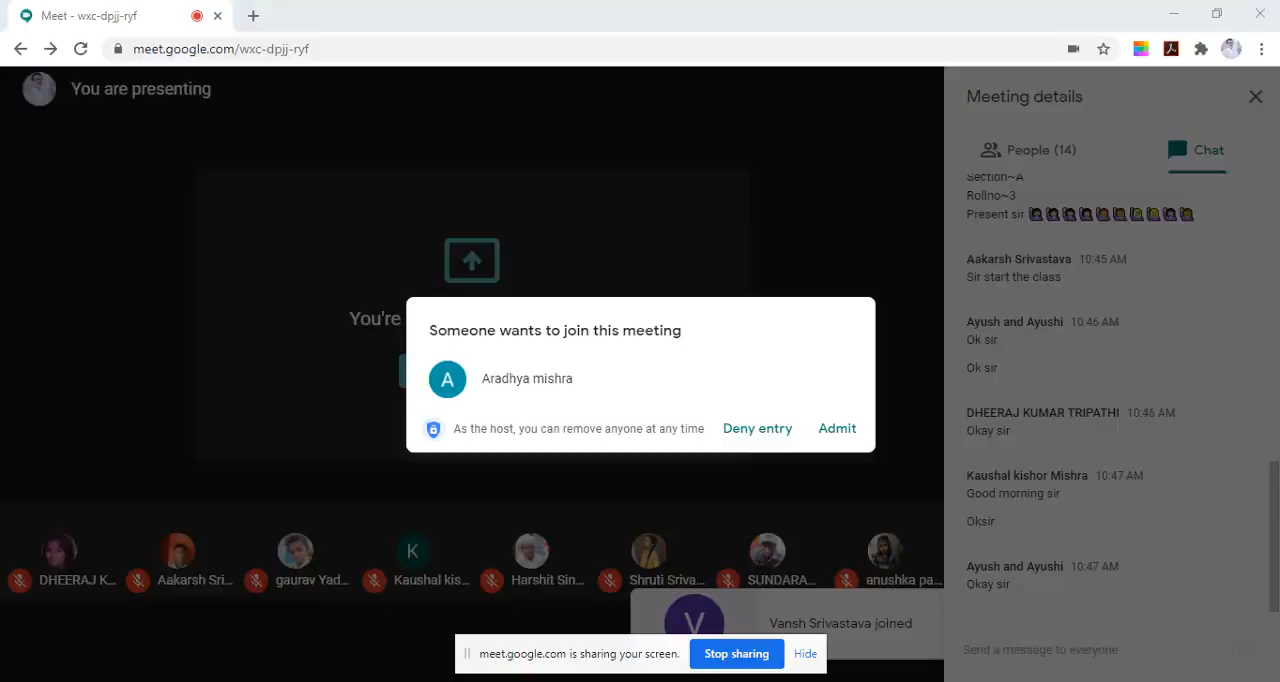 Meet - wxc-dpjj-ryf
meet.google.com/wxc-dpjj-ryf
You are presenting
Meeting details
People (14)
Chat
Section~A
Rollno~3
Present sir
Aakarsh Srivastava 10:45 AM
Sir start the class
Ayush and Ayushi 10:46 AM
Ok sir
Ok sir
DHEERAJ KUMAR TRIPATHI 10:46 AM
Okay sir
Kaushal kishor Mishra 10:47 AM
Good morning sir
Oksir
Ayush and Ayushi 10:47 AM
Okay sir
Send a message to everyone
You're
Someone wants to join this meeting
A
Aradhya mishra
As the host, you can remove anyone at any time
Deny entry
Admit
K
DHEERAJ K...
Aakarsh Sri...
gaurav Yad...
Kaushal kis...
Harshit Sin...
Shruti Sriva...
SUNDARA...
anushka pa...
V
Vansh Srivastava joined
meet.google.com is sharing your screen.
Stop sharing
Hide